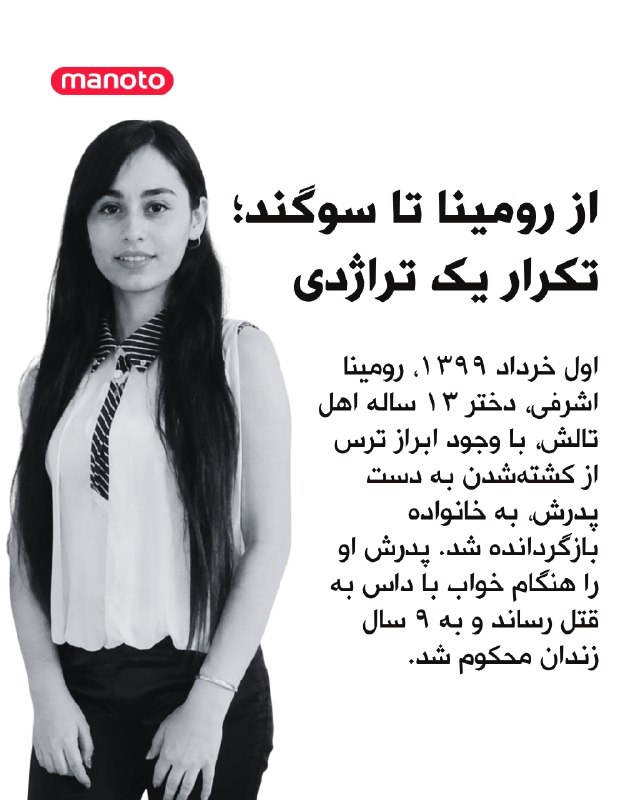 manoto
از رومینا تا سوگند؛
تکرار یک تراژدی
اول خرداد ۱۳۹۹، رومینا
اشرفی، دختر ۱۳ ساله اهل
تالش، با وجود ابراز ترس
از کشته‌شدن به دست
پدرش، به خانواده
بازگردانده شد. پدرش او
را هنگام خواب با داس به
قتل رساند و به ۹ سال
زندان محکوم شد.